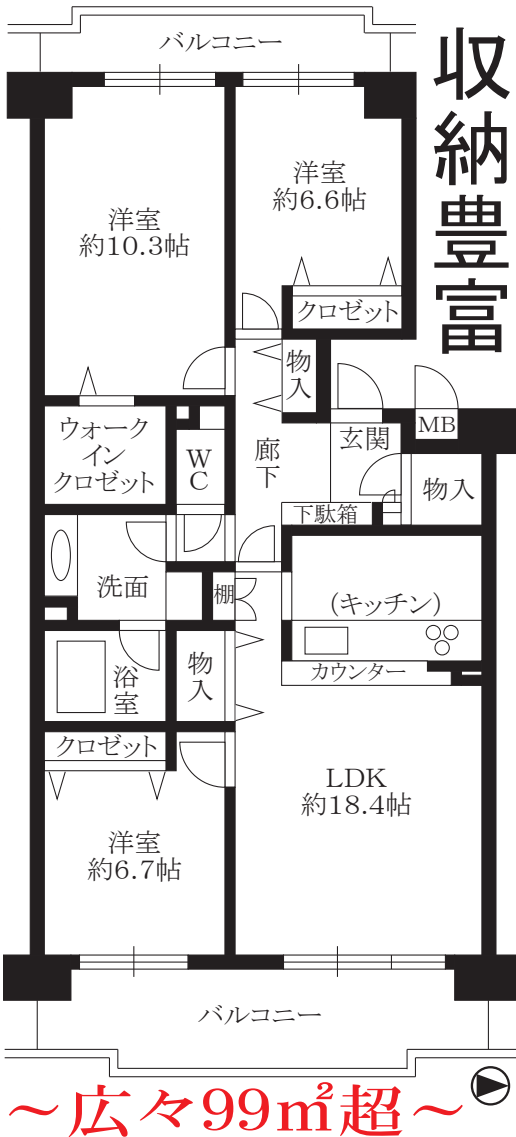 バルコニー
収納豊富
洋室
約6.6帖
洋室
約10.3帖
クロゼット
物入
MB
玄関
ウォーク
イン
クロゼット
WC
廊下
物入
下駄箱
洗面
棚
(キッチン)
浴室
物入
カウンター
クロゼット
LDK
約18.4帖
洋室
約6.7帖
バルコニー
～広々99㎡超～